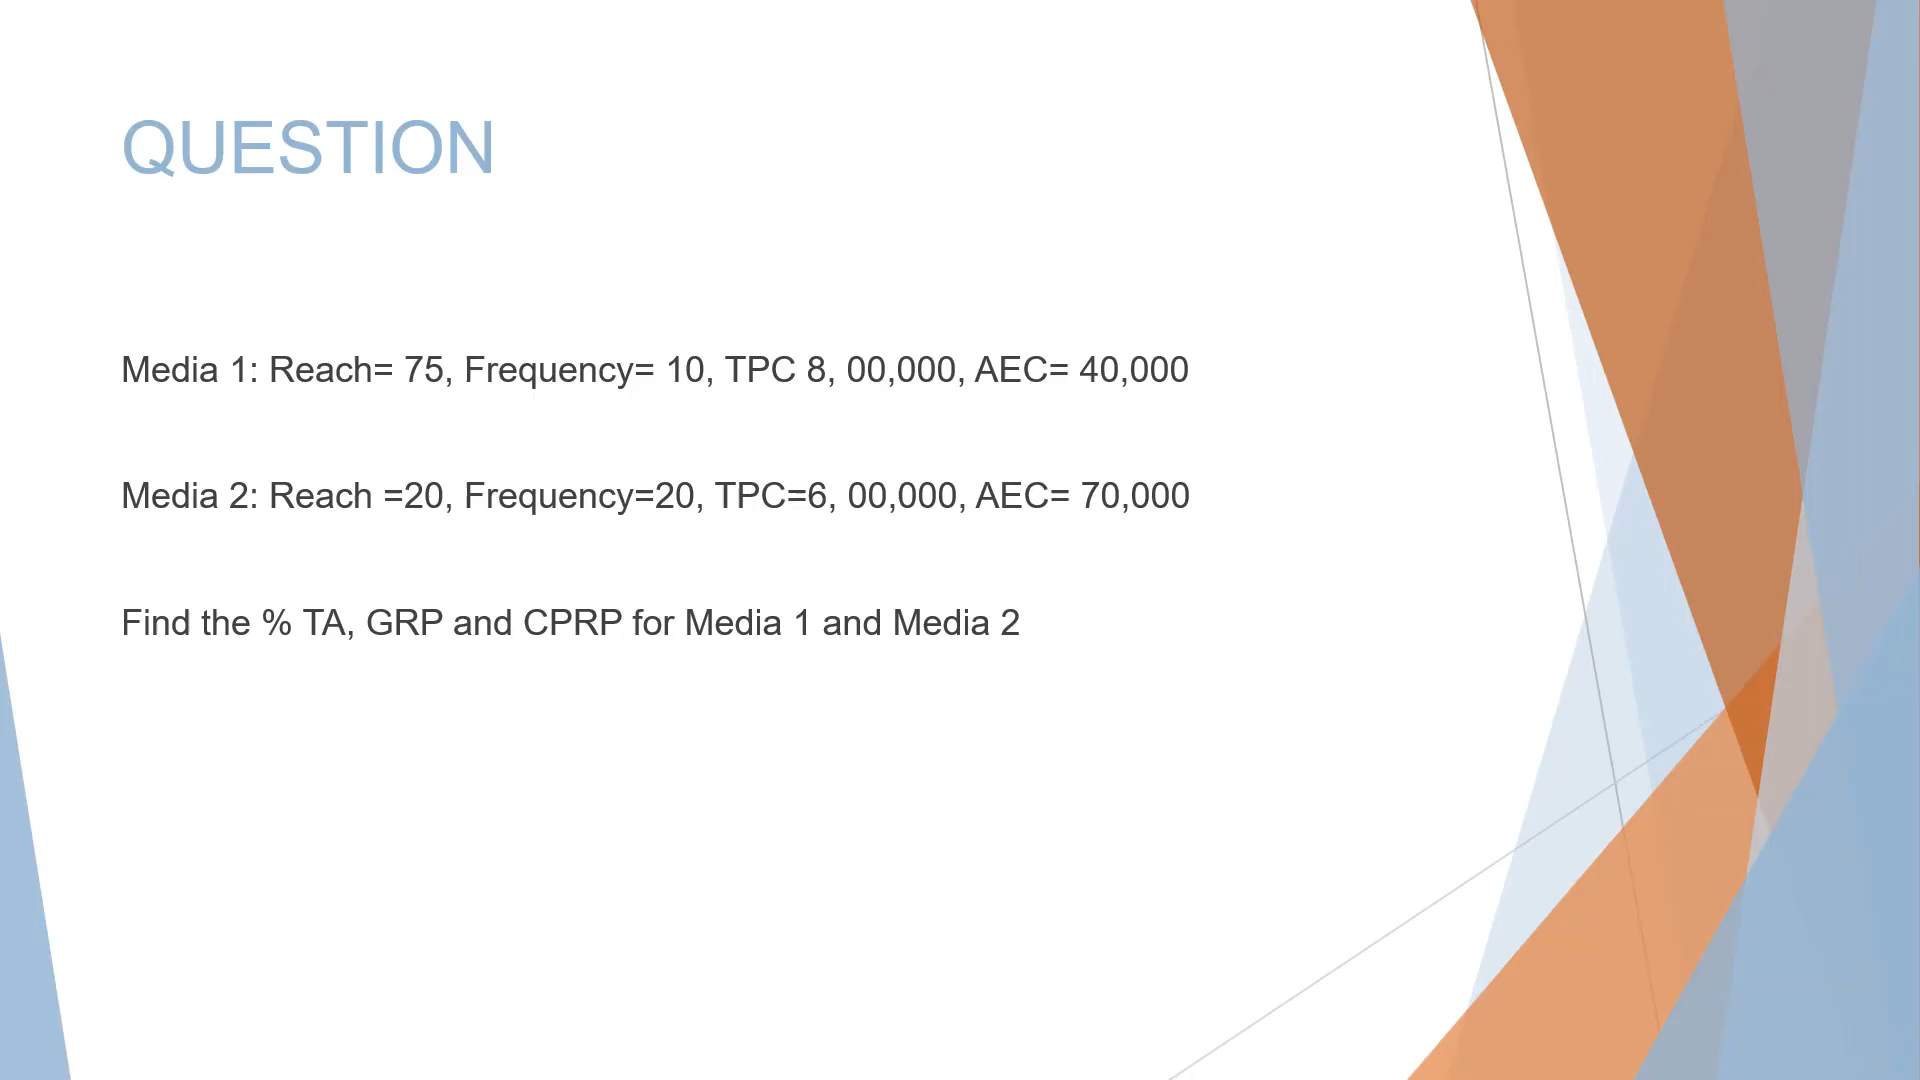 QUESTION
Media 1: Reach= 75, Frequency= 10, TPC 8, 00,000, AEC= 40,000
Media 2: Reach =20, Frequency=20, TPC=6, 00,000, AEC= 70,000
Find the % TA, GRP and CPRP for Media 1 and Media 2